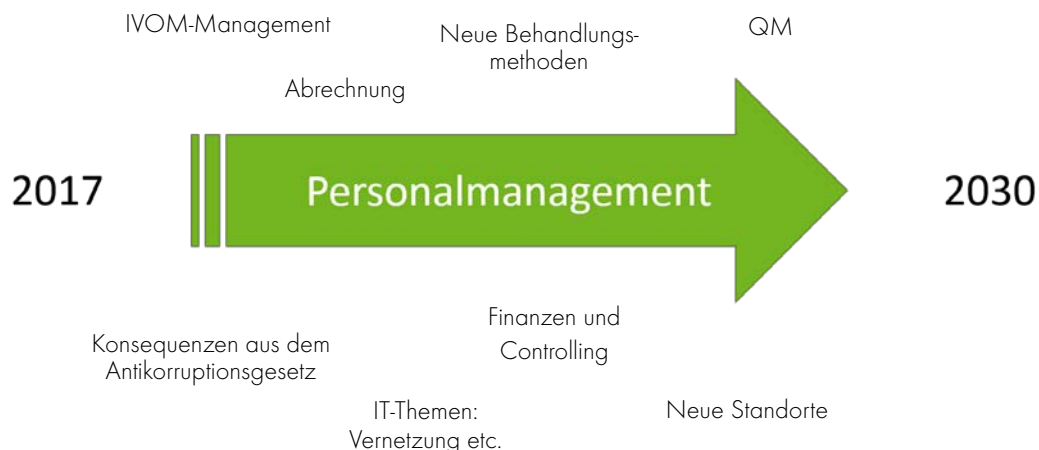 IVOM-Management
Neue Behandlungs-
methoden
QM
Abrechnung
2017
Personalmanagement
2030
Finanzen und
Controlling
Konsequenzen aus dem
Antikorruptionsgesetz
IT-Themen:
Vernetzung etc.
Neue Standorte